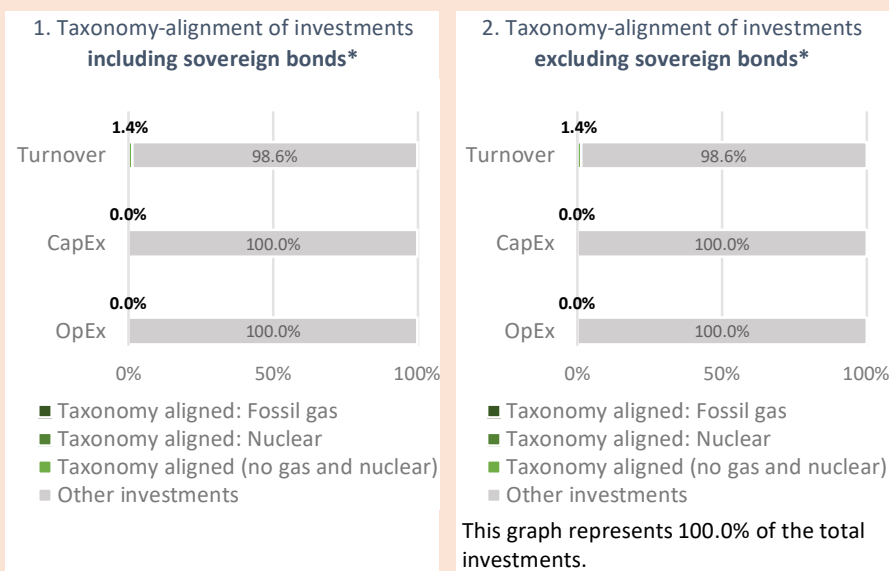 1. Taxonomy-alignment of investments
including sovereign bonds*
1.4%
Turnover
98.6%
0.0%
CapEx
100.0%
0.0%
OpEx
100.0%
0%
50%
100%
Taxonomy aligned: Fossil gas
Taxonomy aligned: Nuclear
Taxonomy aligned (no gas and nuclear)
Other investments
2. Taxonomy-alignment of investments
excluding sovereign bonds*
1.4%
Turnover
98.6%
0.0%
CapEx
100.0%
0.0%
OpEx
100.0%
0%
50%
100%
Taxonomy aligned: Fossil gas
Taxonomy aligned: Nuclear
Taxonomy aligned (no gas and nuclear)
Other investments
This graph represents 100.0% of the total
investments.